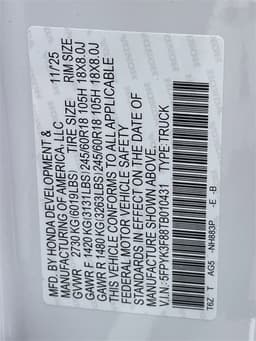 MFD. BY HONDA DEVELOPMENT & 11/25
MANUFACTURING OF AMERICA, LLC
TIRE SIZE RIM SIZE
GVWR 2730 KG(6019LBS)
GAWR F 1420 KG(3131LBS)245/60R18 105H 18X8.0J
GAWR R 1480 KG(3263LBS)245/60R18 105H 18X8.0J
THIS VEHICLE CONFORMS TO ALL APPLICABLE
FEDERAL MOTOR VEHICLE SAFETY
STANDARDS IN EFFECT ON THE DATE OF
MANUFACTURE SHOWN ABOVE.
V.I.N. 5FPYK3F88TB010431 TYPE:TRUCK
NH883P -E -B
T6Z T AG5